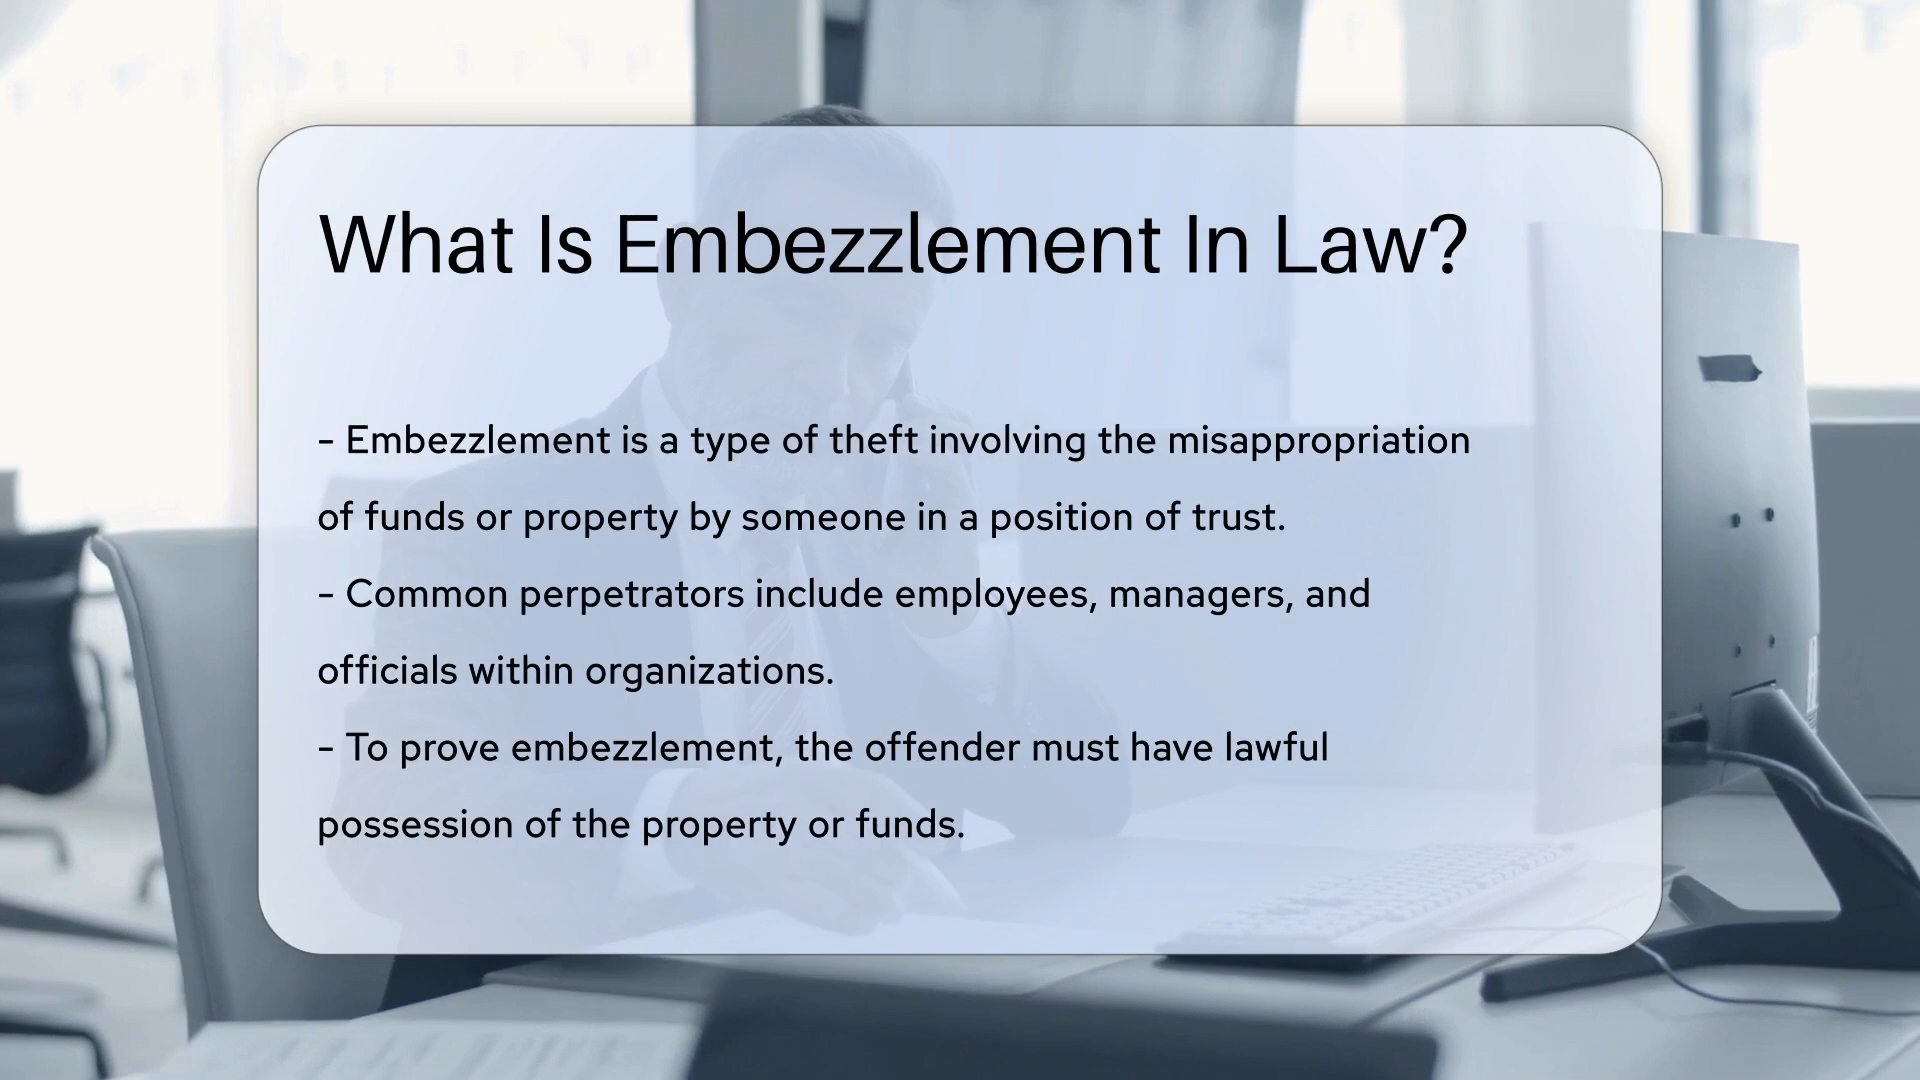 What Is Embezzlement In Law?
– Embezzlement is a type of theft involving the misappropriation
of funds or property by someone in a position of trust.
– Common perpetrators include employees, managers, and
officials within organizations.
– To prove embezzlement, the offender must have lawful
possession of the property or funds.